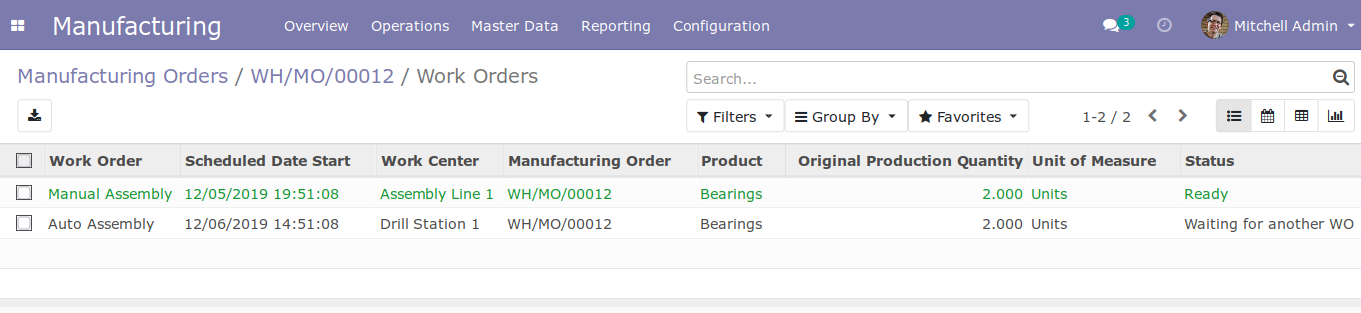 Manufacturing Overview Operations Master Data Reporting Configuration 3 Mitchell Admin
Manufacturing Orders / WH/MO/00012 / Work Orders Search...
Filters Group By Favorites 1-2 / 2
Work Order Scheduled Date Start Work Center Manufacturing Order Product Original Production Quantity Unit of Measure Status
Manual Assembly 12/05/2019 19:51:08 Assembly Line 1 WH/MO/00012 Bearings 2.000 Units Ready
Auto Assembly 12/06/2019 14:51:08 Drill Station 1 WH/MO/00012 Bearings 2.000 Units Waiting for another WO